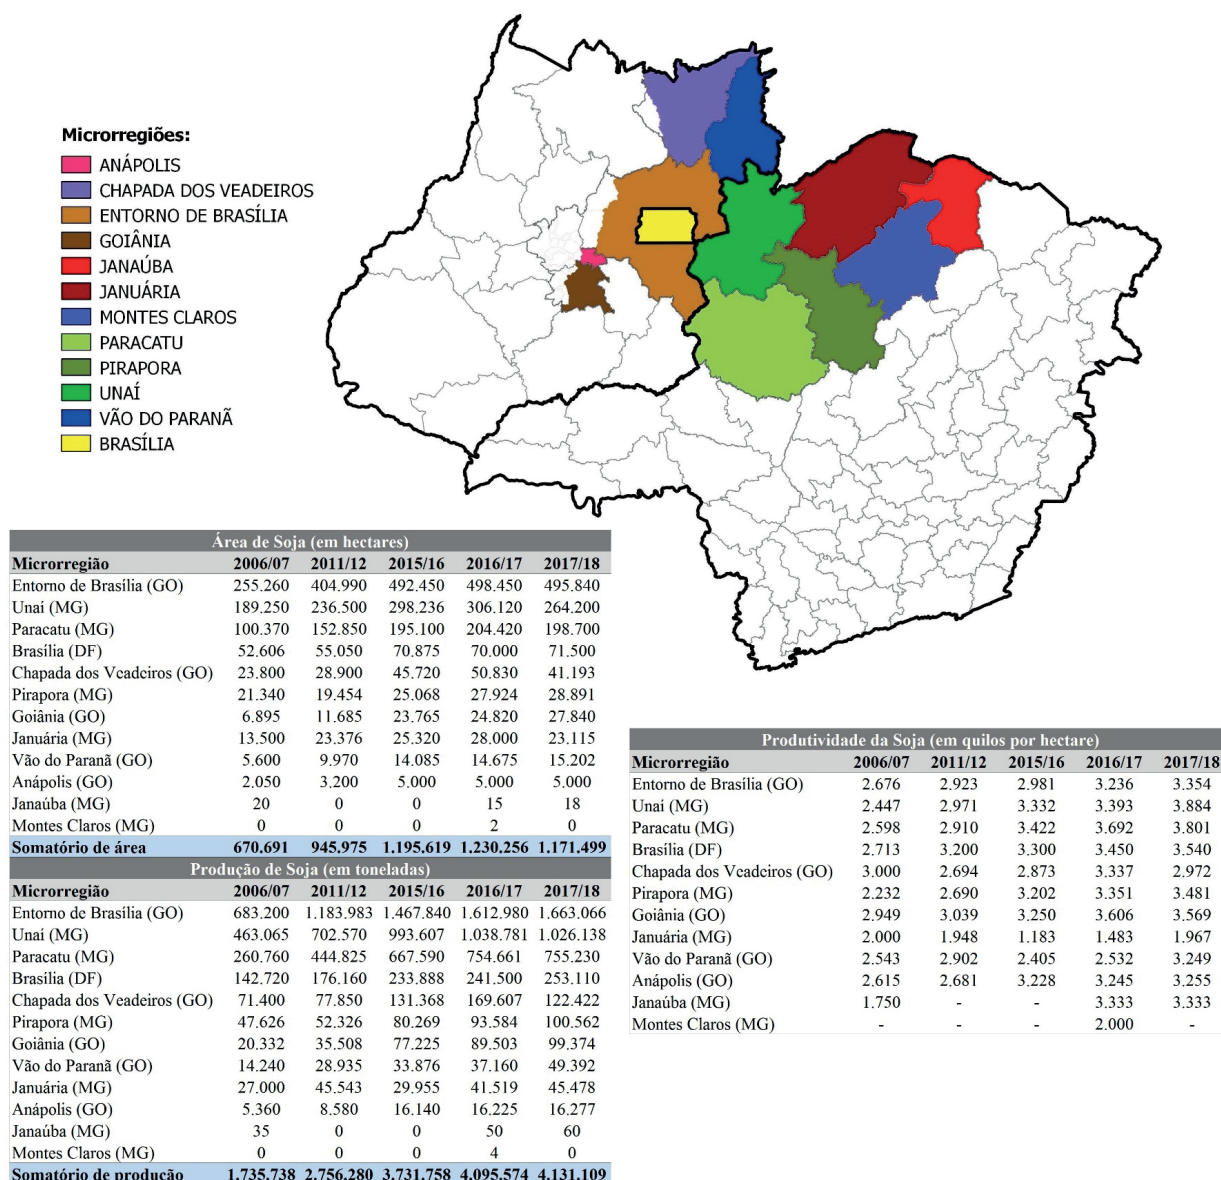 Microrregiões:
ANÁPOLIS
CHAPADA DOS VEADEIROS
ENTORNO DE BRASÍLIA
GOIÂNIA
JANAÚBA
JANUÁRIA
MONTES CLAROS
PARACATU
PIRAPORA
UNAÍ
VÃO DO PARANÃ
BRASÍLIA
Área de Soja (em hectares)
Microrregião 2006/07 2011/12 2015/16 2016/17 2017/18
Entorno de Brasília (GO) 255.260 404.990 492.450 498.450 495.840
Unaí (MG) 189.250 236.500 298.236 306.120 264.200
Paracatu (MG) 100.370 152.850 195.100 204.420 198.700
Brasília (DF) 52.606 55.050 70.875 70.000 71.500
Chapada dos Veadeiros (GO) 23.800 28.900 45.720 50.830 41.193
Pirapora (MG) 21.340 19.454 25.068 27.924 28.891
Goiânia (GO) 6.895 11.685 23.765 24.820 27.840
Januária (MG) 13.500 23.376 25.320 28.000 23.115
Vão do Paranã (GO) 5.600 9.970 14.085 14.675 15.202
Anápolis (GO) 2.050 3.200 5.000 5.000 5.000
Janaúba (MG) 20 0 0 15 18
Montes Claros (MG) 0 0 0 2 0
Somatório de área 670.691 945.975 1.195.619 1.230.256 1.171.499
Produção de Soja (em toneladas)
Microrregião 2006/07 2011/12 2015/16 2016/17 2017/18
Entorno de Brasília (GO) 683.200 1.183.983 1.467.840 1.612.980 1.663.066
Unaí (MG) 463.065 702.570 993.607 1.038.781 1.026.138
Paracatu (MG) 260.760 444.825 667.590 754.661 755.230
Brasília (DF) 142.720 176.160 233.888 241.500 253.110
Chapada dos Veadeiros (GO) 71.400 77.850 131.368 169.607 122.422
Pirapora (MG) 47.626 52.326 80.269 93.584 100.562
Goiânia (GO) 20.332 35.508 77.225 89.503 99.374
Vão do Paranã (GO) 14.240 28.935 33.876 37.160 49.392
Januária (MG) 27.000 45.543 29.955 41.519 45.478
Anápolis (GO) 5.360 8.580 16.140 16.225 16.277
Janaúba (MG) 35 0 0 50 60
Montes Claros (MG) 0 0 0 4 0
Somatório de produção 1.735.738 2.756.280 3.731.758 4.095.574 4.131.109
Produtividade da Soja (em quilos por hectare)
Microrregião 2006/07 2011/12 2015/16 2016/17 2017/18
Entorno de Brasília (GO) 2.676 2.923 2.981 3.236 3.354
Unaí (MG) 2.447 2.971 3.332 3.393 3.884
Paracatu (MG) 2.598 2.910 3.422 3.692 3.801
Brasília (DF) 2.713 3.200 3.300 3.450 3.540
Chapada dos Veadeiros (GO) 3.000 2.694 2.873 3.337 2.972
Pirapora (MG) 2.232 2.690 3.202 3.351 3.481
Goiânia (GO) 2.949 3.039 3.250 3.606 3.569
Januária (MG) 2.000 1.948 1.183 1.483 1.967
Vão do Paranã (GO) 2.543 2.902 2.405 2.532 3.249
Anápolis (GO) 2.615 2.681 3.228 3.245 3.255
Janaúba (MG) 1.750 - - 3.333 3.333
Montes Claros (MG) - - - 2.000 -